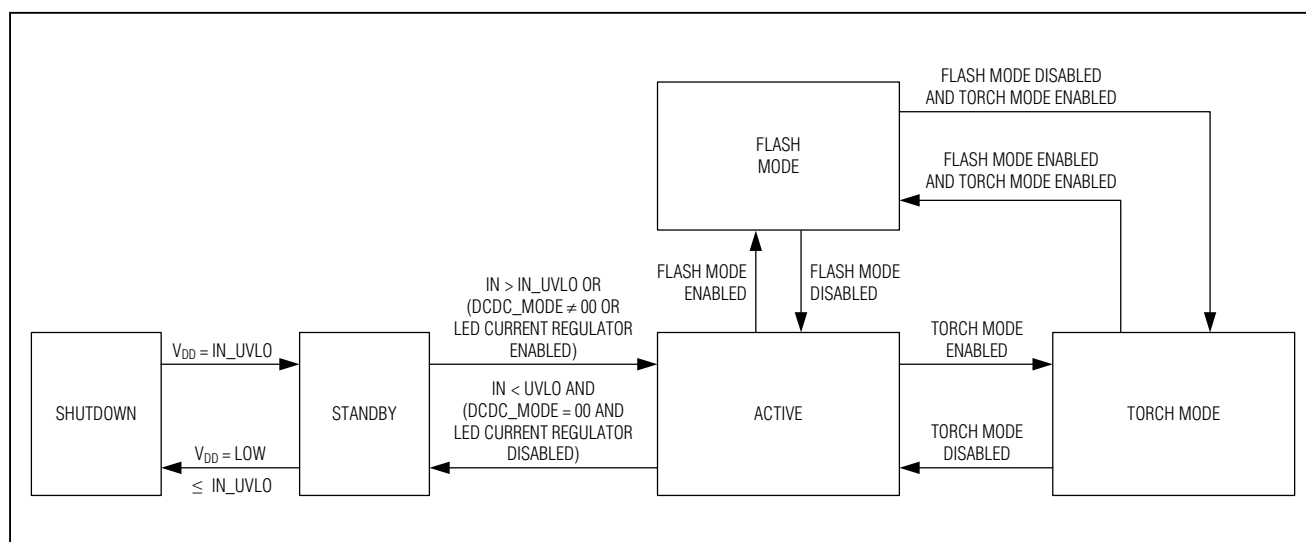 FLASH MODE DISABLED
AND TORCH MODE ENABLED
FLASH
MODE
FLASH MODE ENABLED
AND TORCH MODE ENABLED
FLASH MODE
ENABLED
FLASH MODE
DISABLED
IN > IN_UVLO OR
(DCDC_MODE ≠ 00 OR
LED CURRENT REGULATOR
ENABLED)
TORCH MODE
ENABLED
V_DD = IN_UVLO
SHUTDOWN
STANDBY
IN < UVLO AND
(DCDC_MODE = 00 AND
LED CURRENT REGULATOR
DISABLED)
ACTIVE
TORCH MODE
TORCH MODE
DISABLED
V_DD = LOW
≤ IN_UVLO